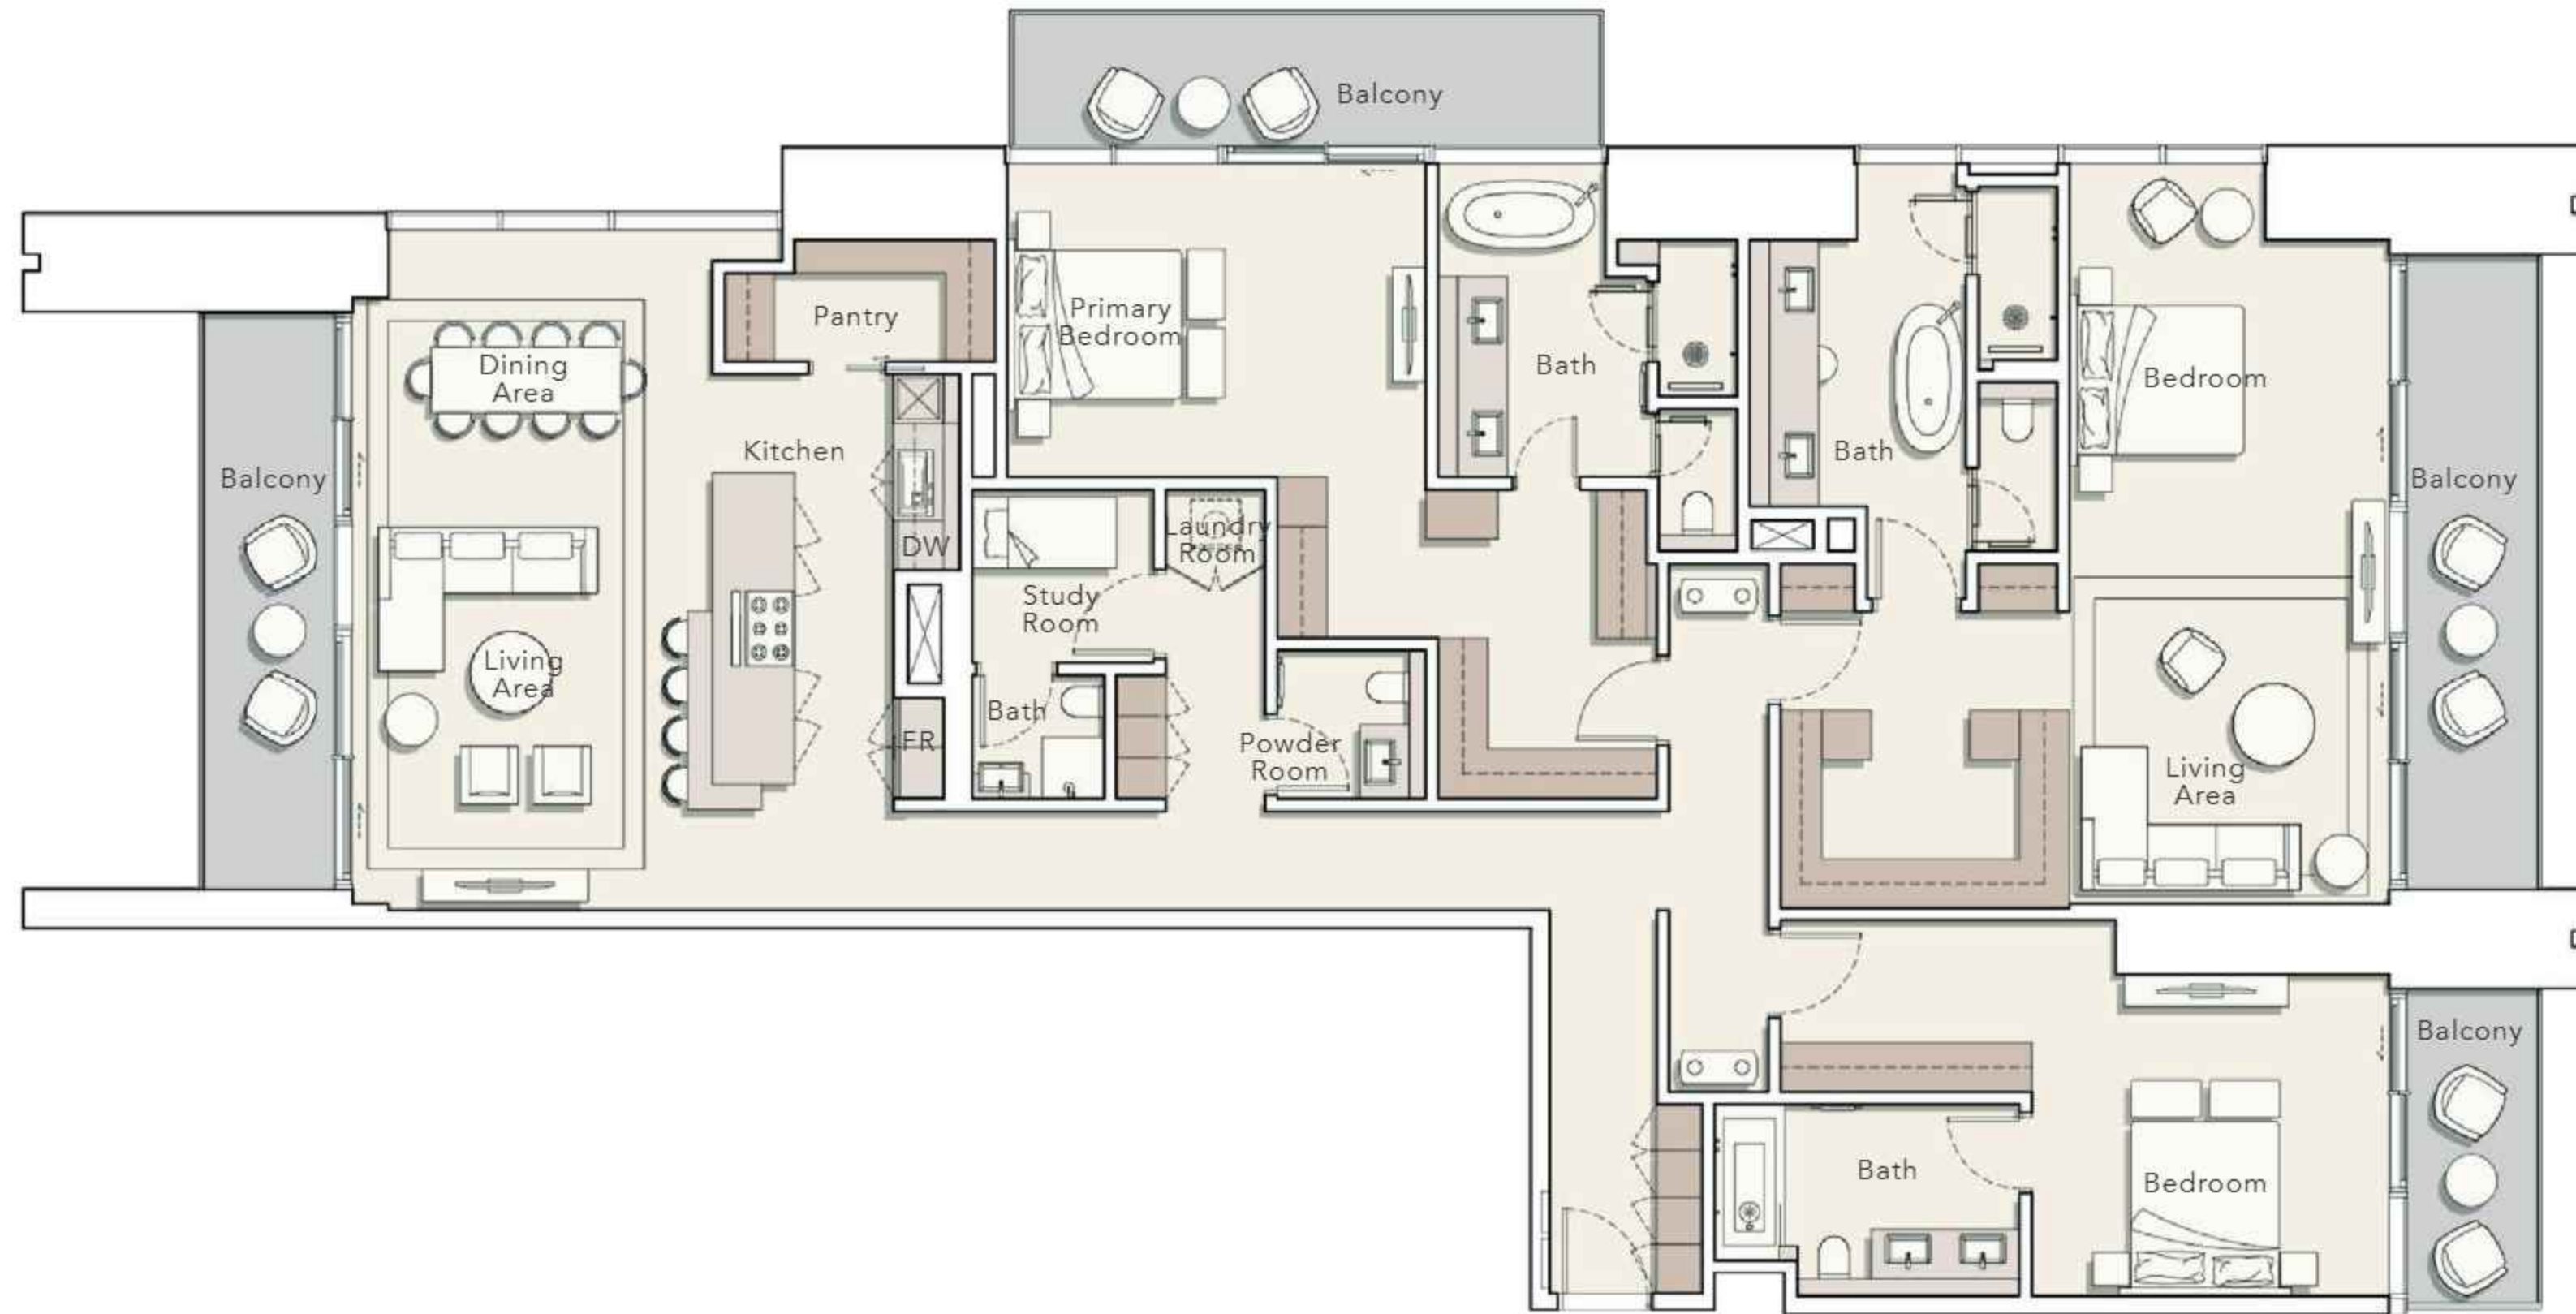 Balcony
Pantry
Primary
Bedroom
Dining
Area
Bath
Bedroom
Kitchen
Bath
Balcony
Balcony
Laundry
Room
DW
Study
Room
Living
Area
Bath
FR
Powder
Room
Living
Area
Balcony
Bath
Bedroom